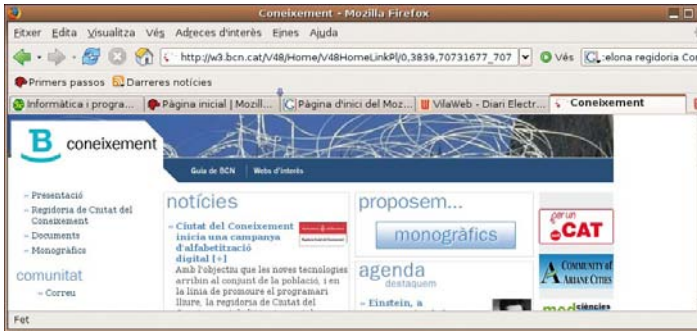 Coneixement - Mozilla Firefox
Fitxer Edita Visualitza Vés Adreces d'interès Eines Ajuda
http://w3.bcn.cat/V48/Home/V48HomeLinkPl/0,3839,70731677_707 Vés :elona regidoria Co
Primers passos Darreres notícies
Informàtica i progra... Pàgina inicial | Mozill... Pàgina d'inici del Moz... VilaWeb - Diari Electr... Coneixement
B coneixement
Guia de BCN Webs d'interès
Presentació
Regidoria de Ciutat del
Coneixement
Documents
Monogràfics
comunitat
Correu
notícies
Ciutat del Coneixement
inicia una campanya
d'alfabetització
digital [+]
Amb l'objectiu que les noves tecnologies
arribin al conjunt de la població, i en
la línia de promoure el programari
lliure, la regidoria de Ciutat del
proposem...
monogràfics
agenda
destaquem
Einstein, a
per un
.CAT
COMMUNITY of
ARIANE CITIES
medciències
Fet